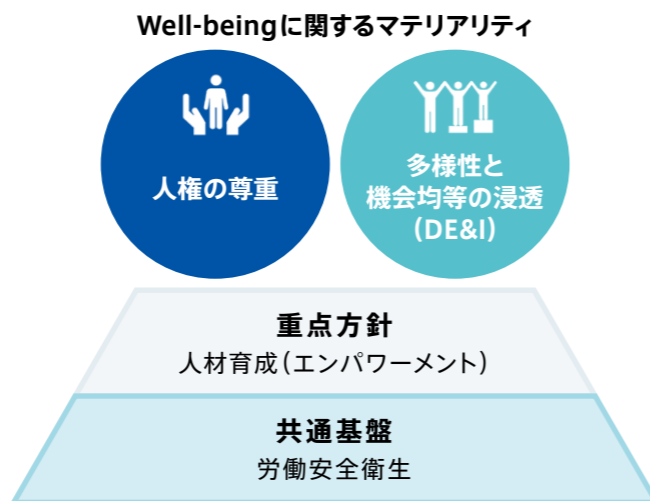 Well-beingに関するマテリアリティ
人権の尊重
多様性と
機会均等の浸透
(DE&I)
重点方針
人材育成(エンパワーメント)
共通基盤
労働安全衛生